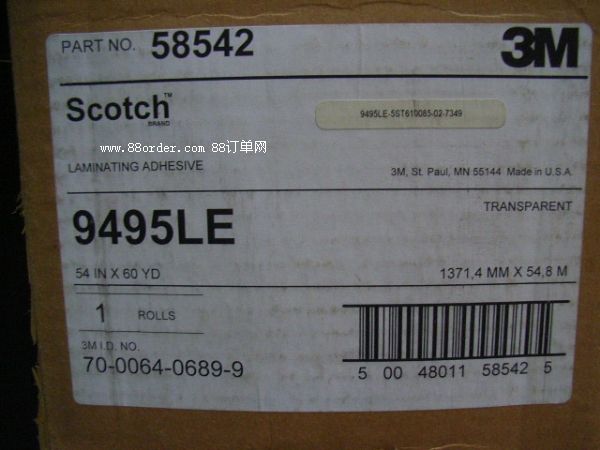 PART NO. 58542
3M
Scotch™
BRAND
9495LE-5ST610085-02-7349
www.88order.com 88订单网
LAMINATING ADHESIVE
3M, St. Paul, MN 55144 Made in U.S.A.
9495LE
TRANSPARENT
54 IN X 60 YD
1371,4 MM X 54,8 M
1 ROLLS
3M I.D. NO.
70-0064-0689-9
5 00 48011 58542 5